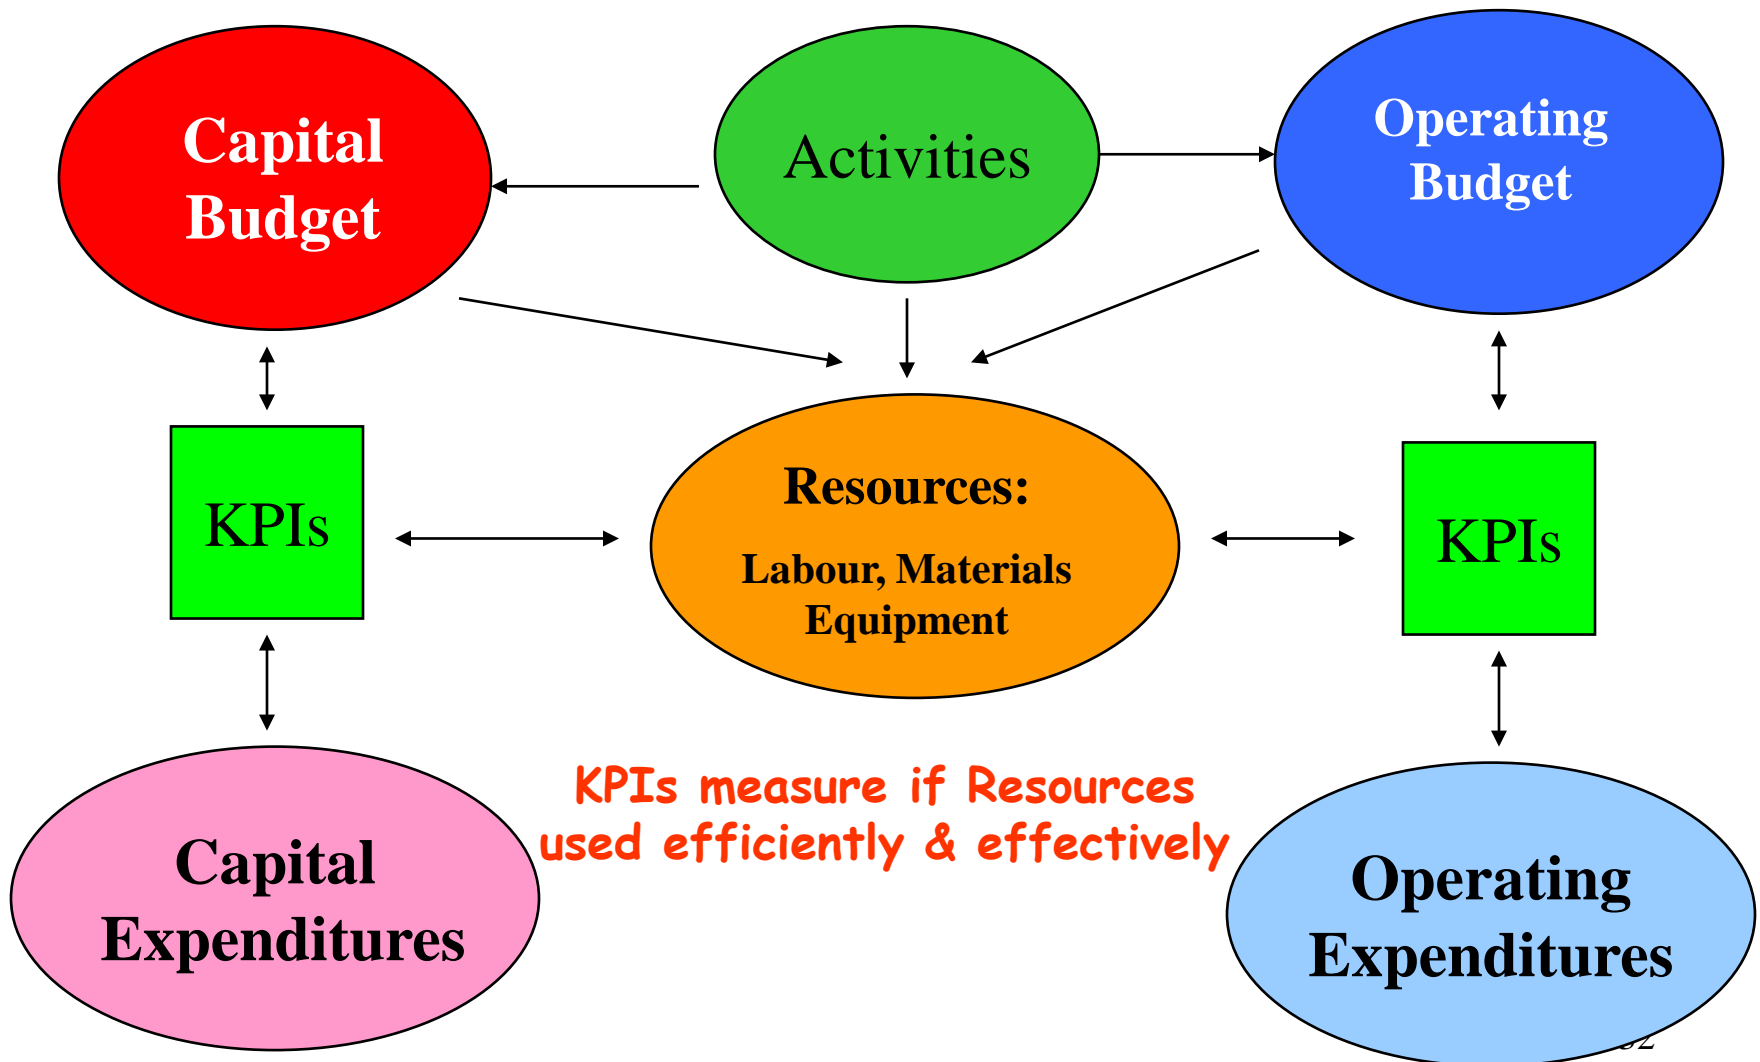 Capital
Budget
Activities
Operating
Budget
KPIs
Resources:
Labour, Materials
Equipment
KPIs
KPIs measure if Resources
used efficiently & effectively
Capital
Expenditures
Operating
Expenditures